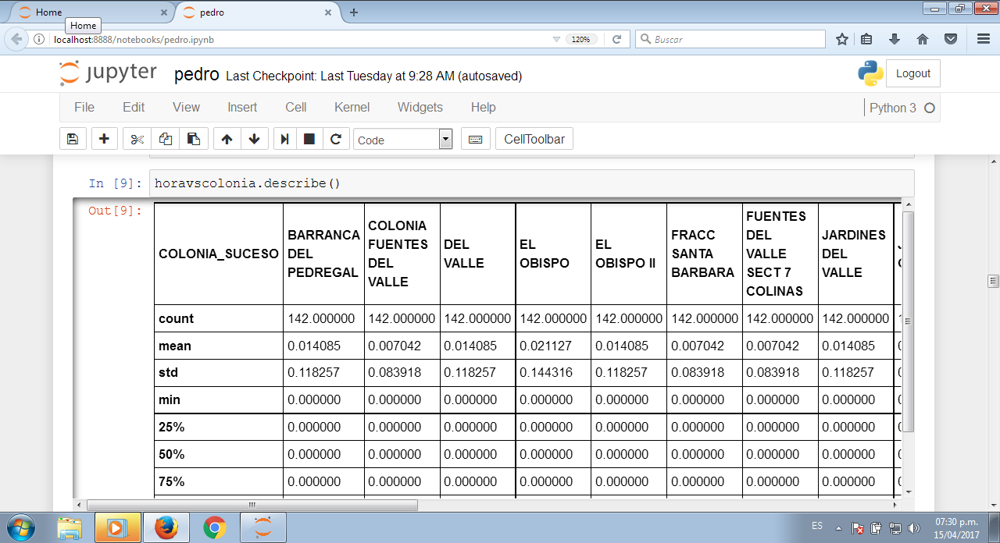 Home
pedro
Home
localhost:8888/notebooks/pedro.ipynb
120%
Buscar
jupyter
pedro Last Checkpoint: Last Tuesday at 9:28 AM (autosaved)
Logout
File Edit View Insert Cell Kernel Widgets Help
Python 3
Code
CellToolbar
In [9]: horavscolonia.describe()
Out[9]:
COLONIA_SUCESO
BARRANCA
DEL
PEDREGAL
COLONIA
FUENTES
DEL
VALLE
DEL
VALLE
EL
OBISPO
EL
OBISPO II
FRACC
SANTA
BARBARA
FUENTES
DEL
VALLE
SECT 7
COLINAS
JARDINES
DEL
VALLE
count 142.000000 142.000000 142.000000 142.000000 142.000000 142.000000 142.000000 142.000000
mean 0.014085 0.007042 0.014085 0.021127 0.014085 0.007042 0.007042 0.014085
std 0.118257 0.083918 0.118257 0.144316 0.118257 0.083918 0.083918 0.118257
min 0.000000 0.000000 0.000000 0.000000 0.000000 0.000000 0.000000 0.000000
25% 0.000000 0.000000 0.000000 0.000000 0.000000 0.000000 0.000000 0.000000
50% 0.000000 0.000000 0.000000 0.000000 0.000000 0.000000 0.000000 0.000000
75% 0.000000 0.000000 0.000000 0.000000 0.000000 0.000000 0.000000 0.000000
ES
07:30 p.m.
15/04/2017